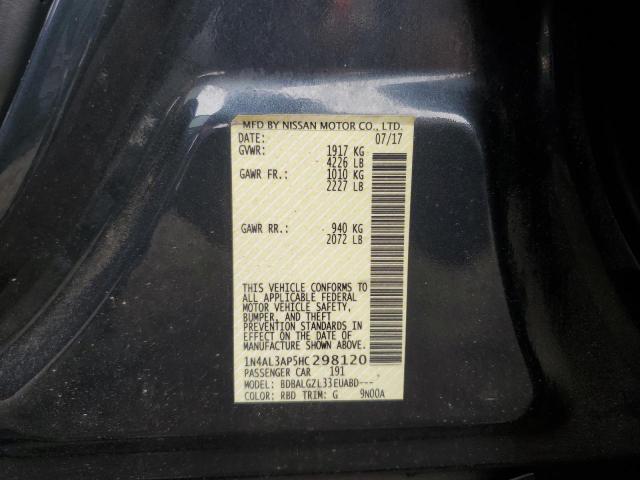 MFD BY NISSAN MOTOR CO., LTD.
DATE: 07/17
GVWR: 1917 KG
4226 LB
GAWR FR.: 1010 KG
2227 LB
GAWR RR.: 940 KG
2072 LB
THIS VEHICLE CONFORMS TO
ALL APPLICABLE FEDERAL
MOTOR VEHICLE SAFETY,
BUMPER, AND THEFT
PREVENTION STANDARDS IN
EFFECT ON THE DATE OF
MANUFACTURE SHOWN ABOVE.
1N4AL3AP5HC298120
PASSENGER CAR 191
MODEL: BDBALGZL33EUABD---
COLOR: RBD TRIM: G 9N00A